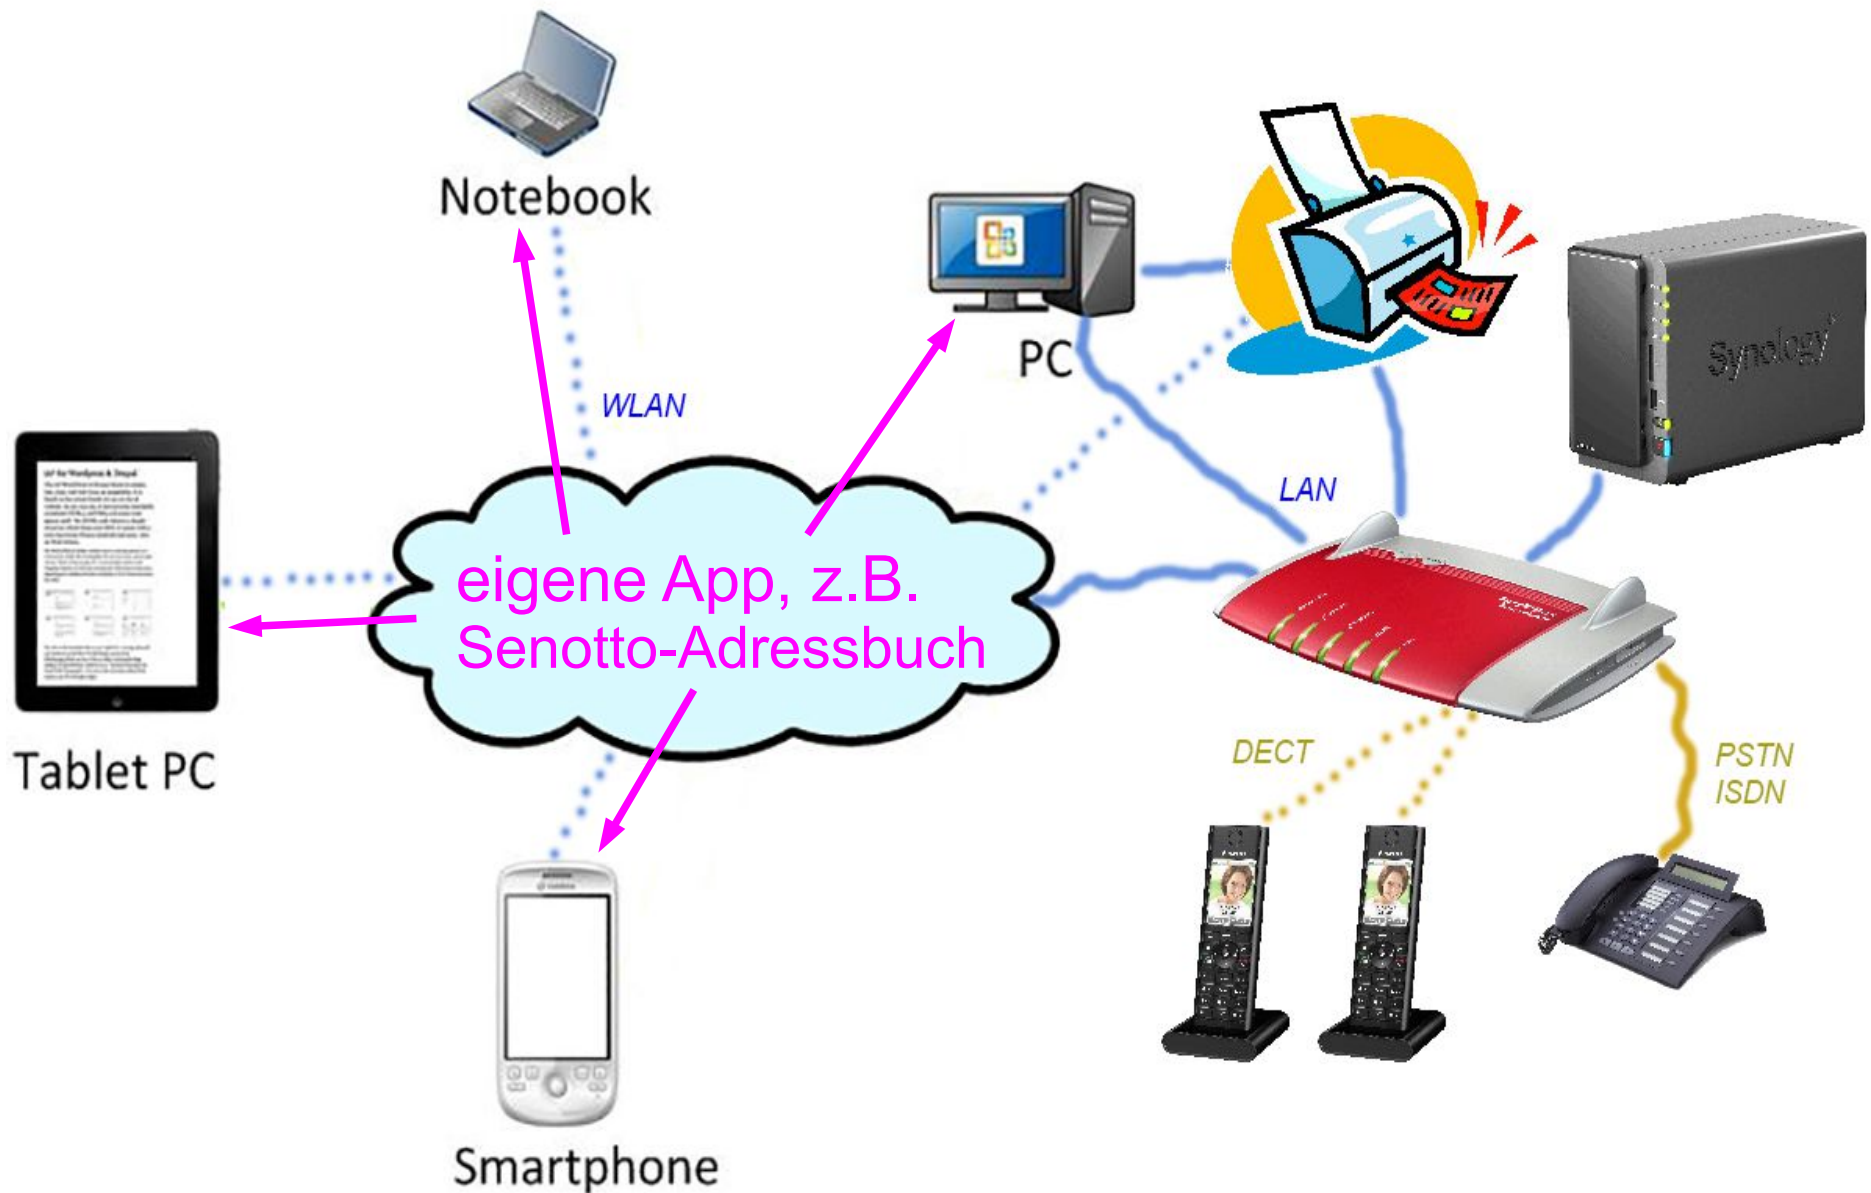 Notebook
PC
Synology
WLAN
LAN
eigene App, z.B.
Senotto-Adressbuch
Tablet PC
DECT
PSTN
ISDN
Smartphone